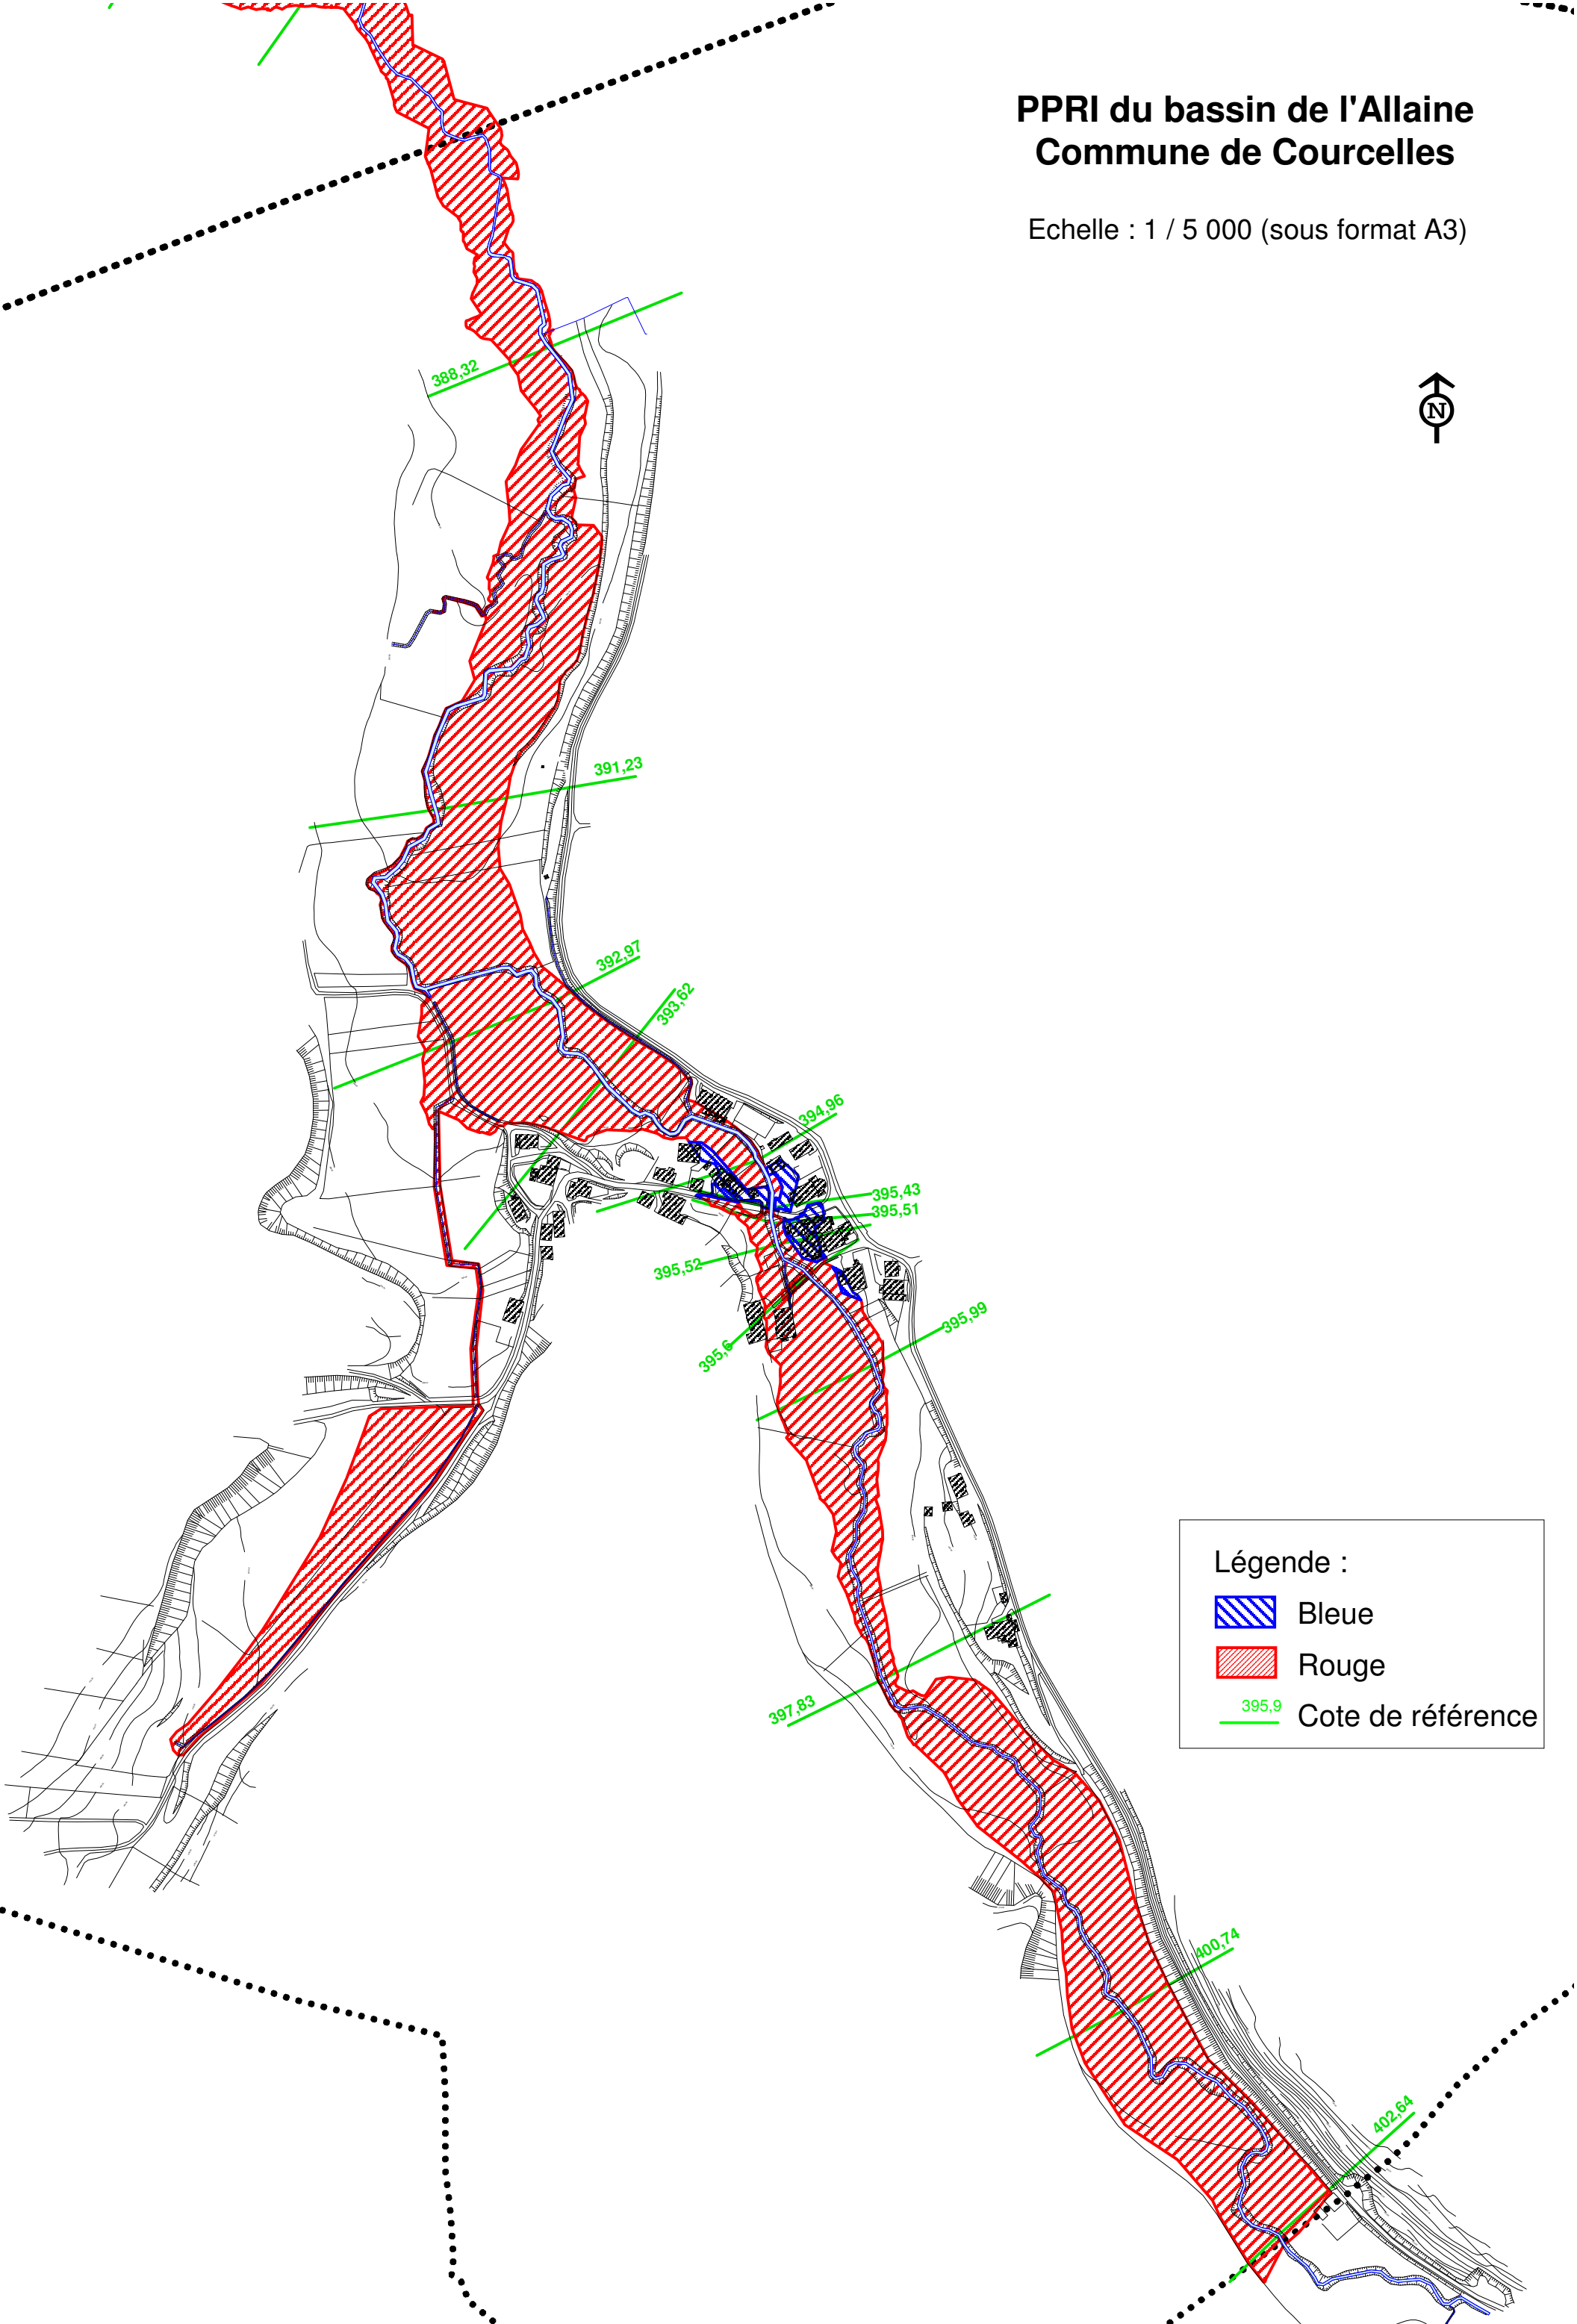 PPRI du bassin de l'Allaine
Commune de Courcelles
Echelle : 1 / 5 000 (sous format A3)
388,32
N
391,23
392,97
393,62
394,96
395,43
395,51
395,52
395,6
395,99
397,83
Légende :
Bleue
Rouge
395,9 Cote de référence
400,74
402,64